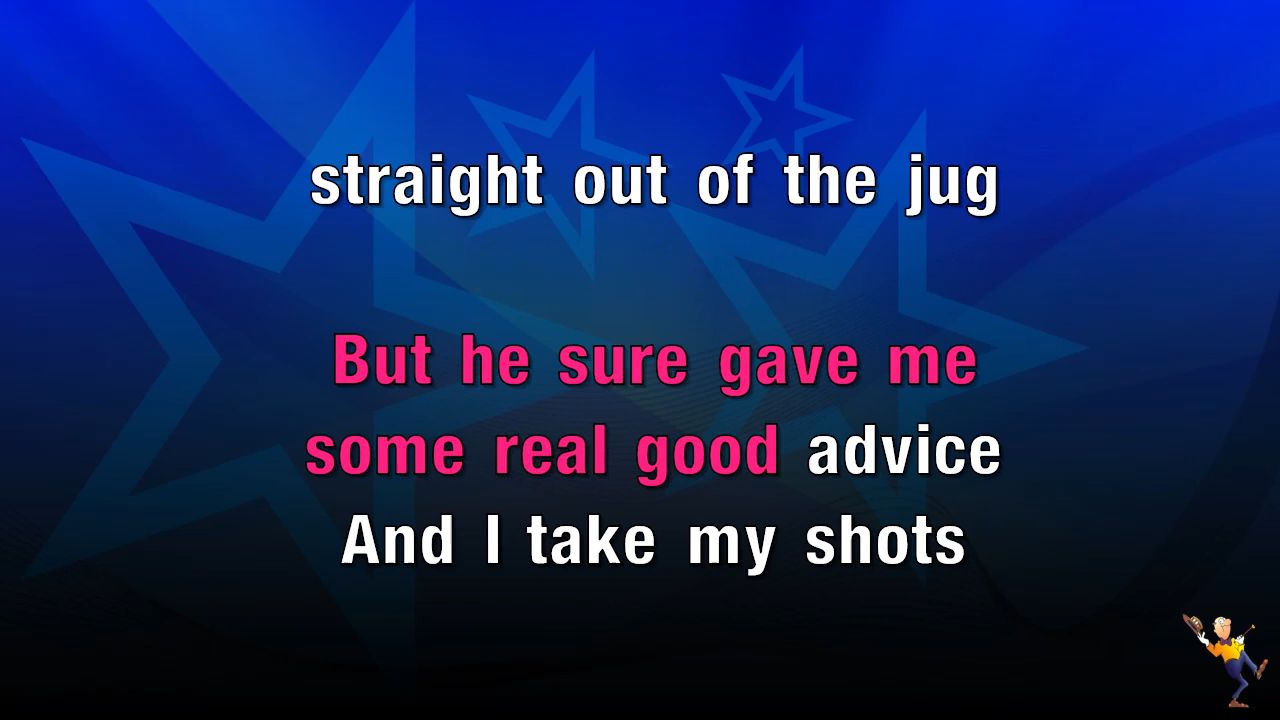 straight out of the jug
But he sure gave me
some real good advice
And I take my shots